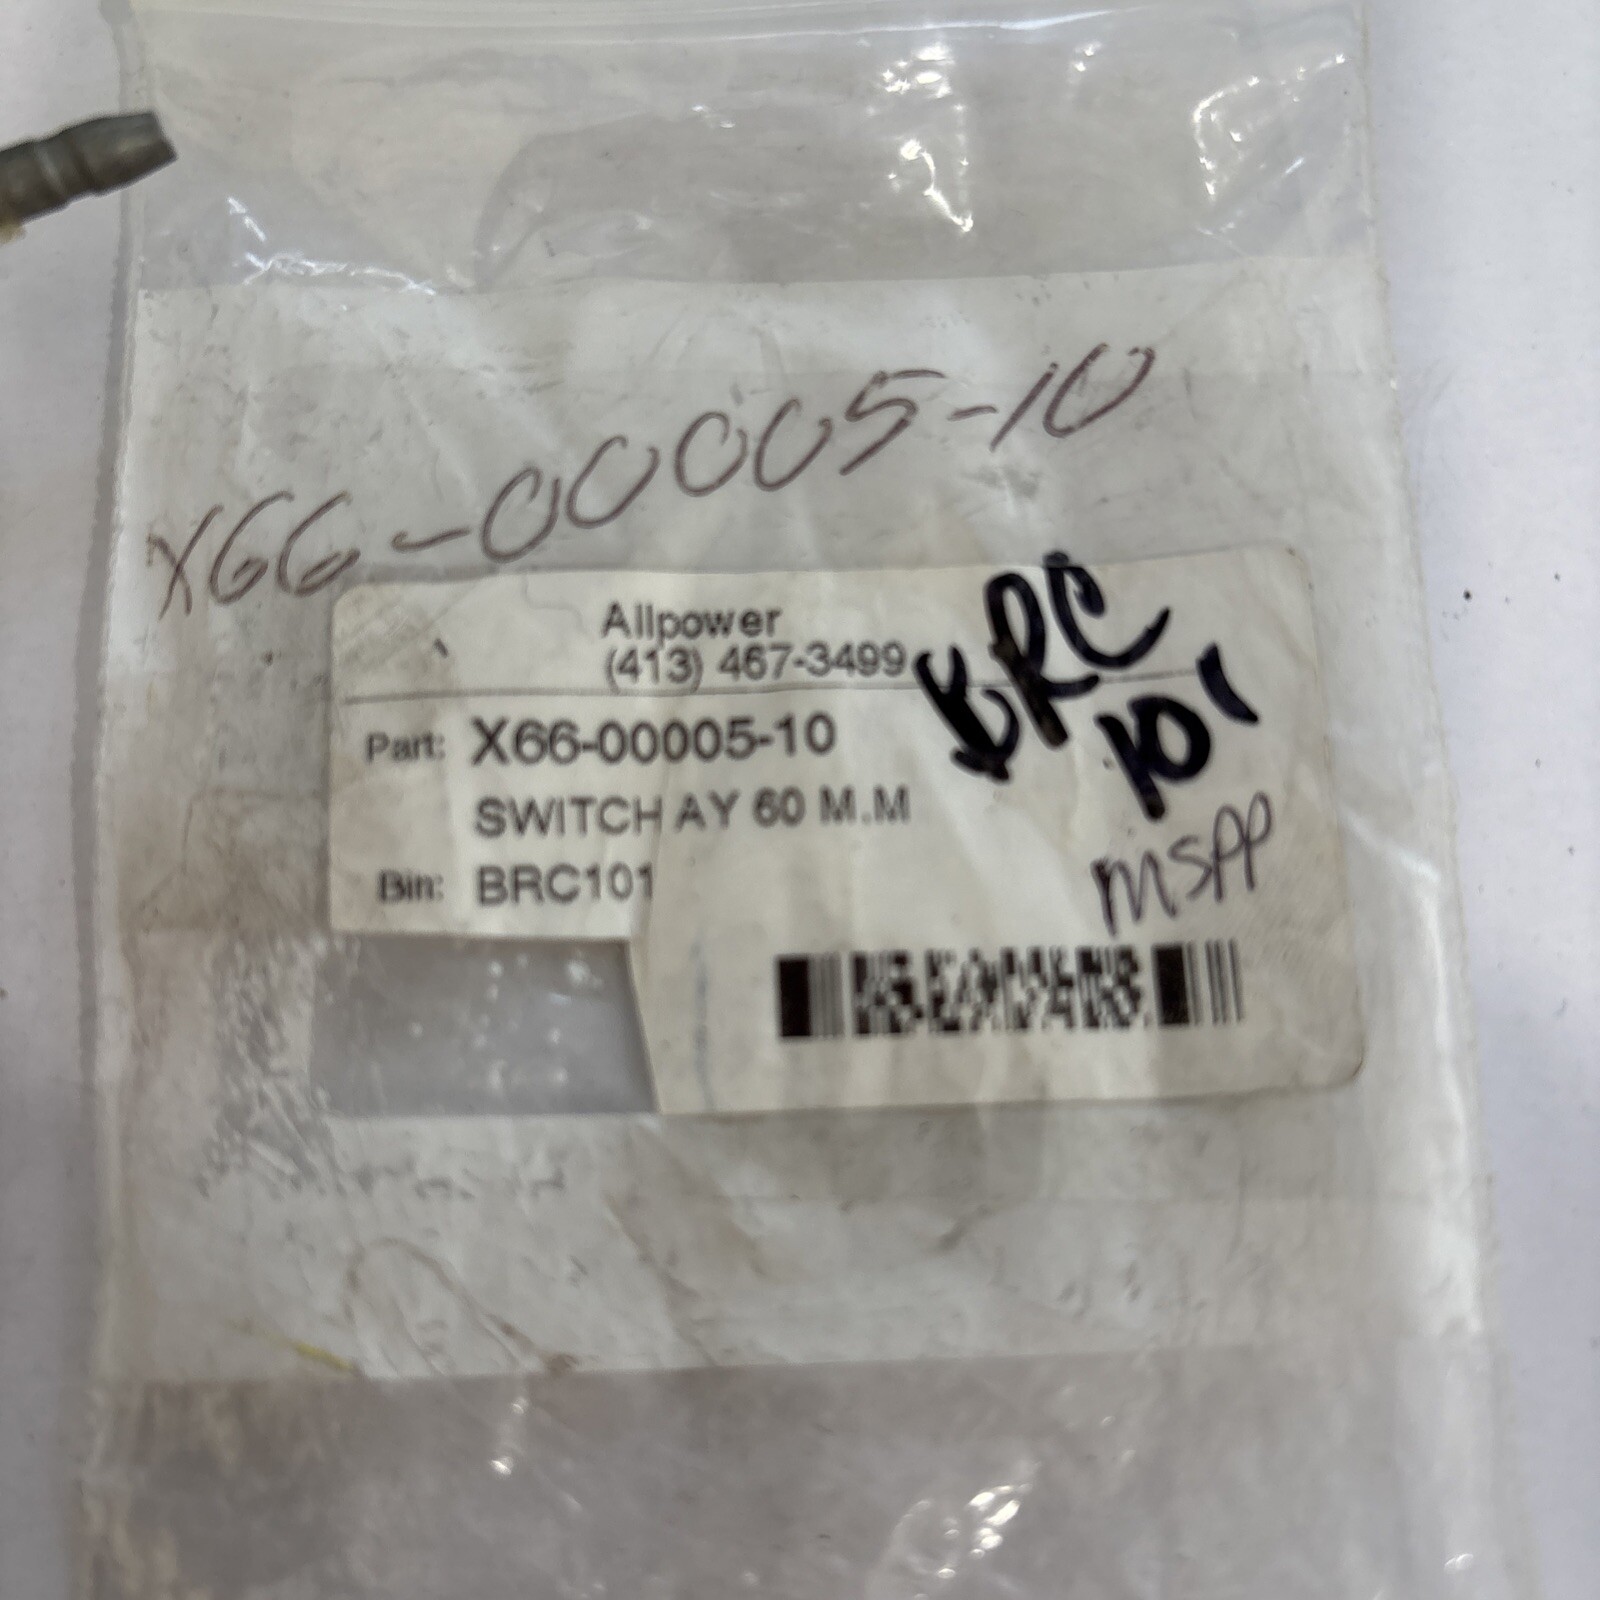 X66-00005-10
Allpower
(413) 467-3499
BRC
101
Part: X66-00005-10
SWITCH AY 60 M.M
MSPP
Bin: BRC101